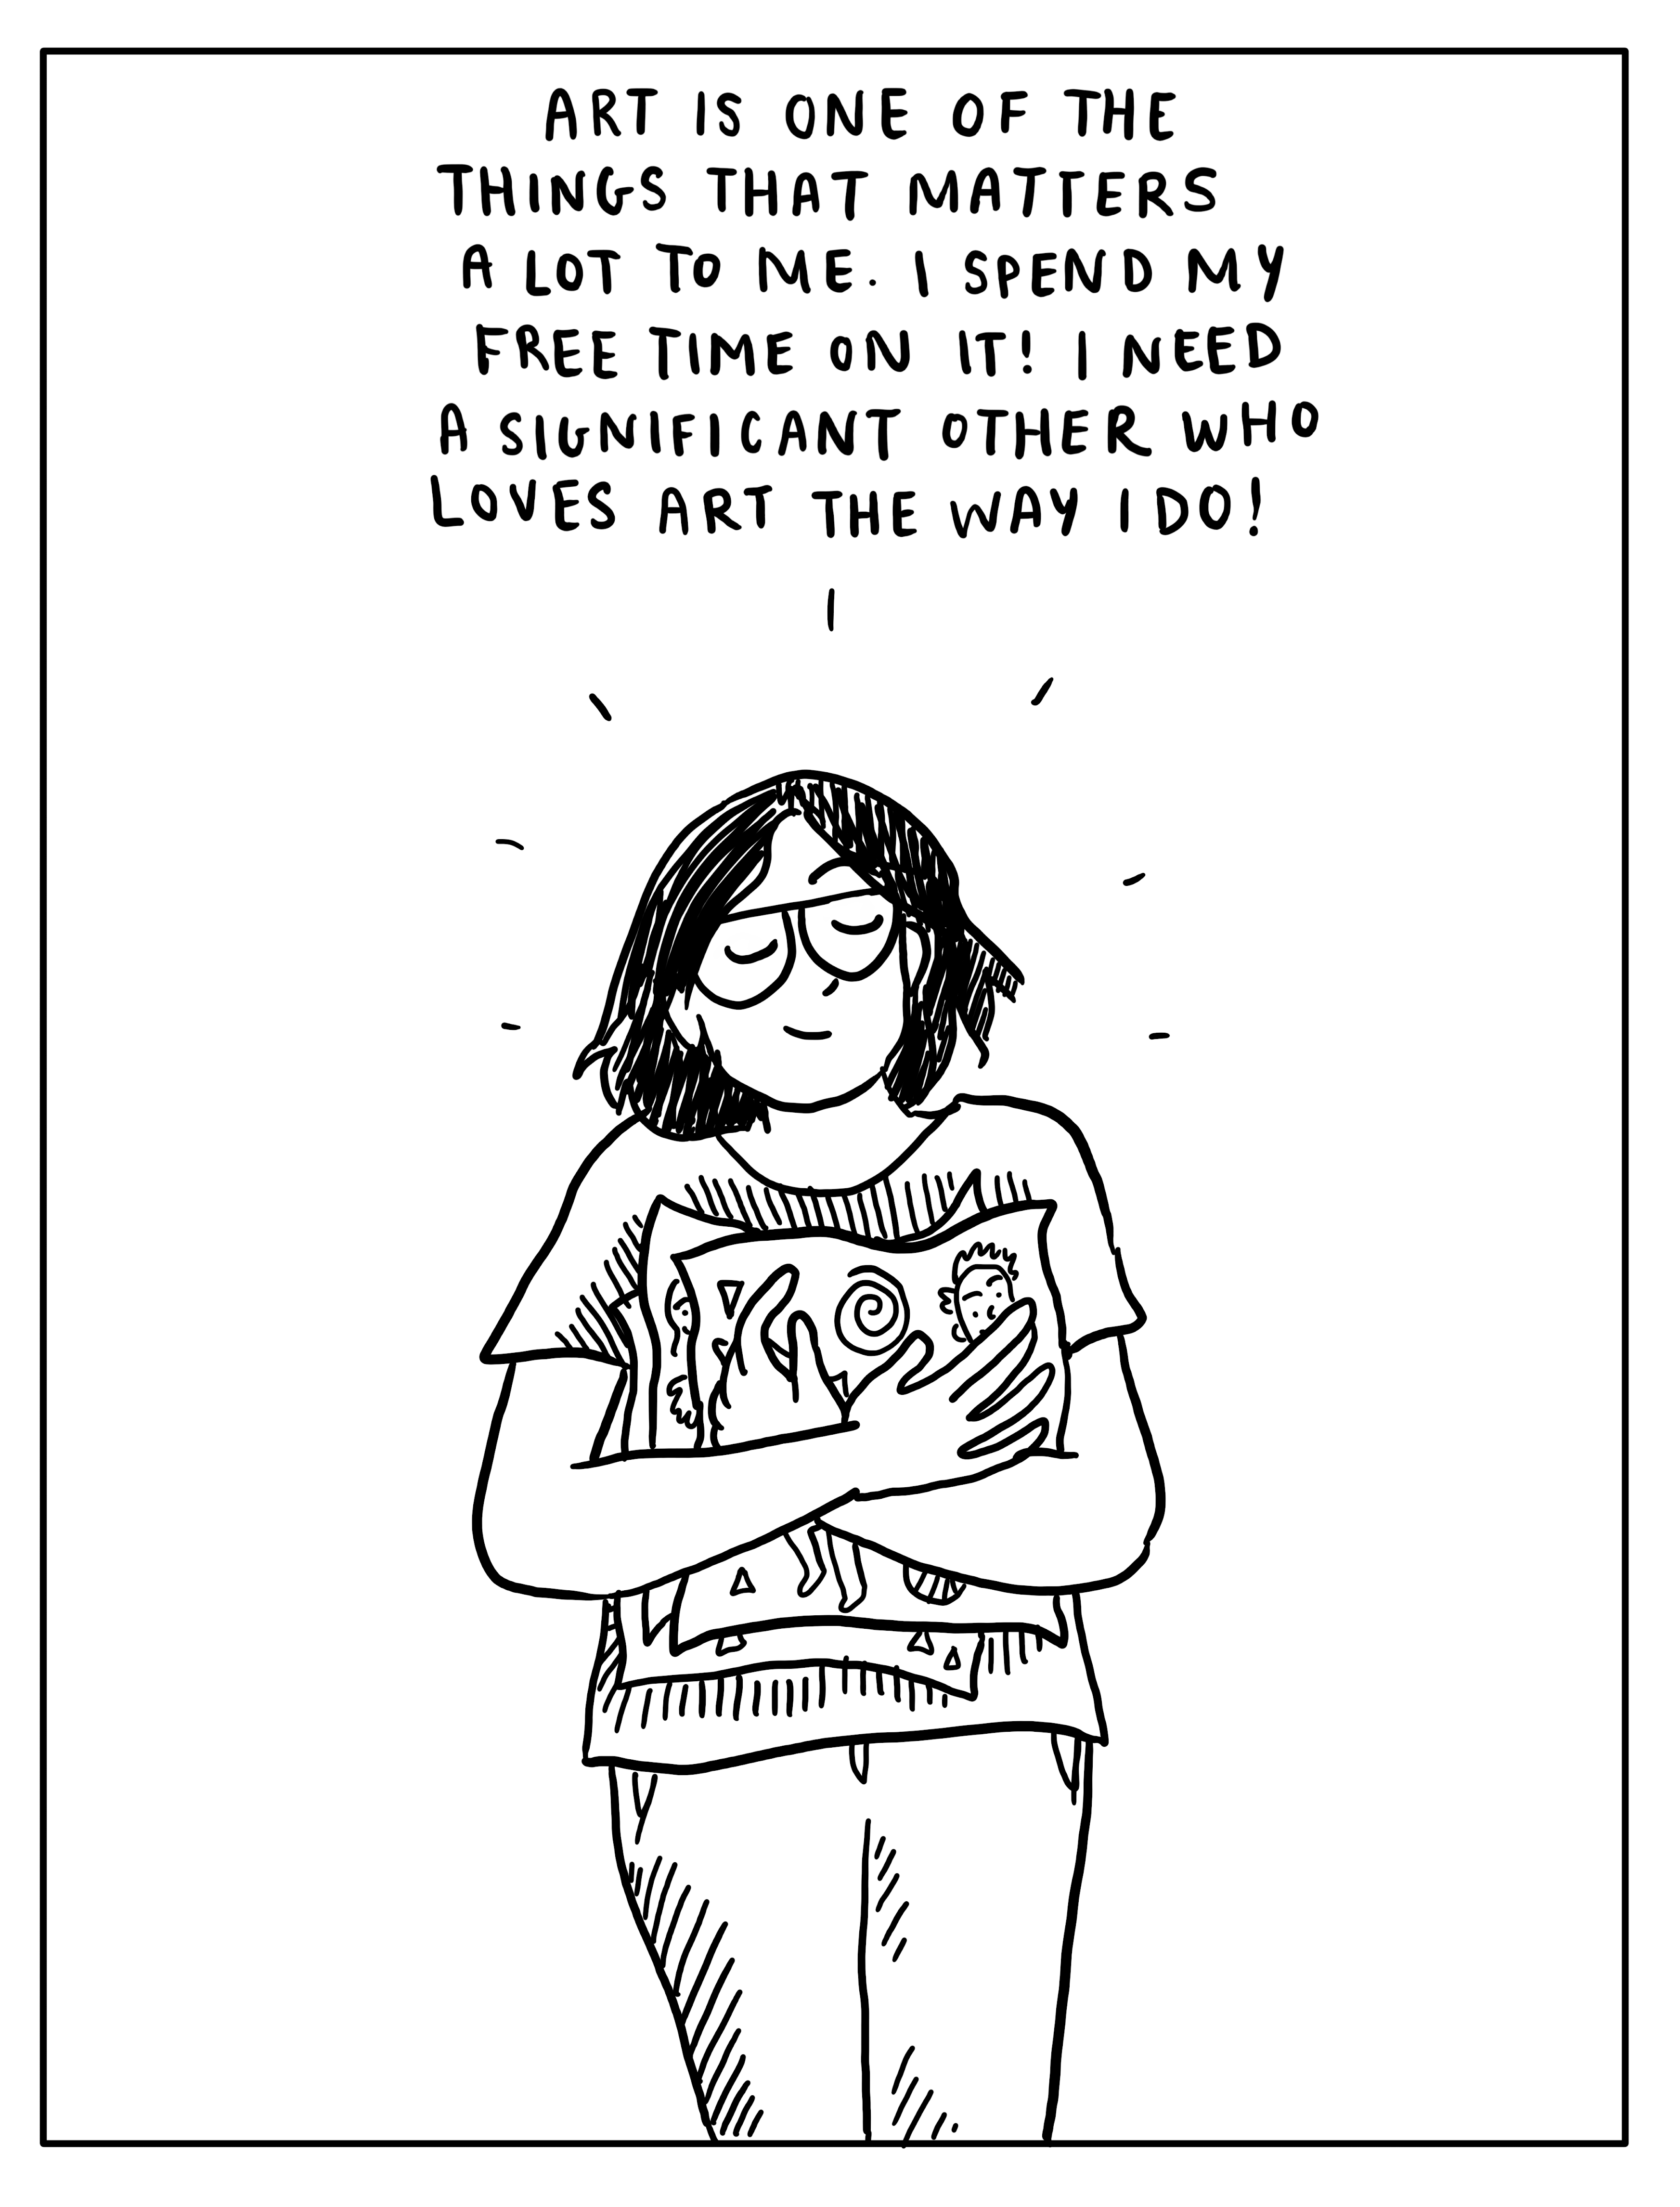 ART IS ONE OF THE
THINGS THAT MATTERS
A LOT TO ME. I SPEND MY
FREE TIME ON IT! I NEED
A SIGNIFICANT OTHER WHO
LOVES ART THE WAY I DO!